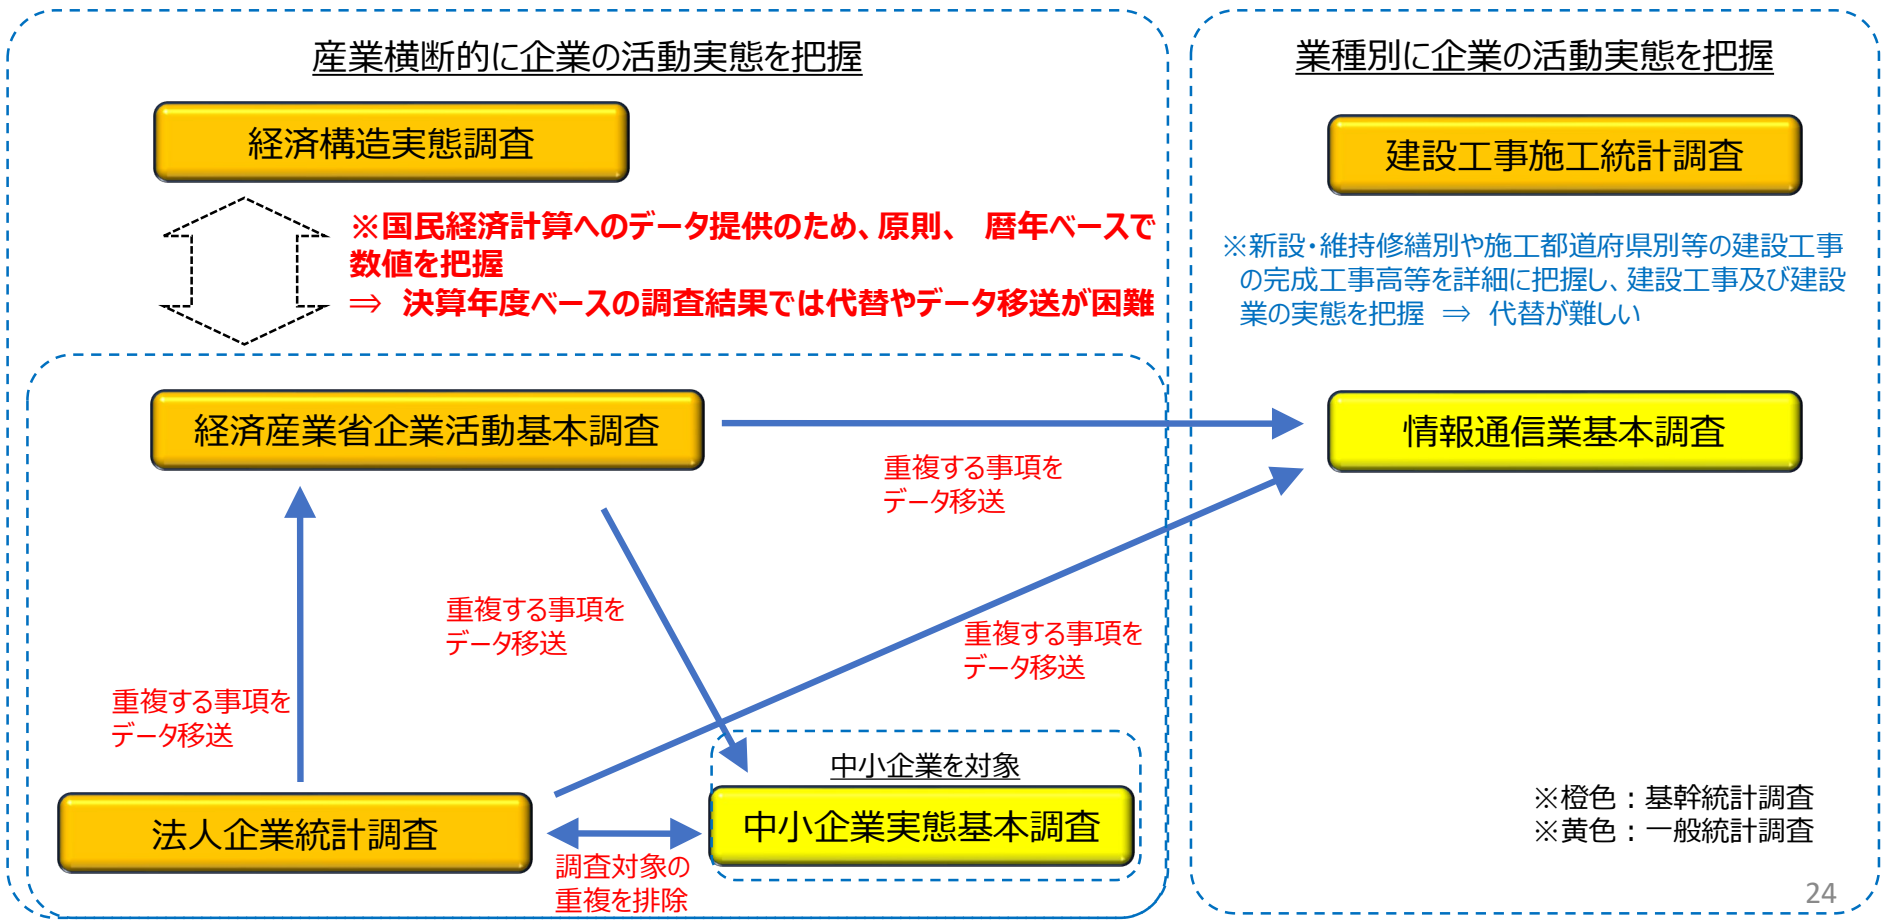 産業横断的に企業の活動実態を把握
経済構造実態調査
※国民経済計算へのデータ提供のため、原則、 暦年ベースで
数値を把握
⇒ 決算年度ベースの調査結果では代替やデータ移送が困難
経済産業省企業活動基本調査
重複する事項を
データ移送
重複する事項を
データ移送
重複する事項を
データ移送
重複する事項を
データ移送
中小企業を対象
法人企業統計調査
中小企業実態基本調査
調査対象の
重複を排除
業種別に企業の活動実態を把握
建設工事施工統計調査
※新設・維持修繕別や施工都道府県別等の建設工事
の完成工事高等を詳細に把握し、建設工事及び建設
業の実態を把握 ⇒ 代替が難しい
情報通信業基本調査
※橙色：基幹統計調査
※黄色：一般統計調査
24